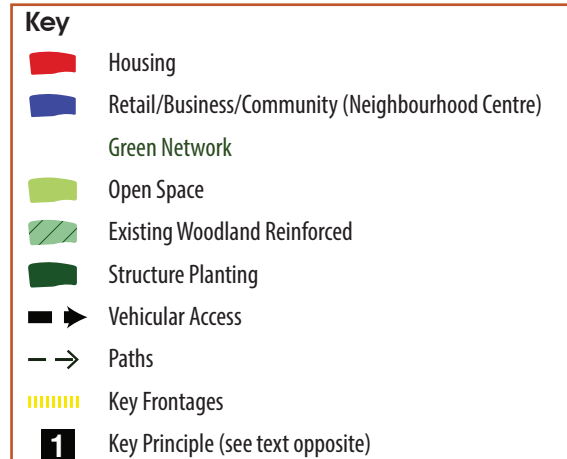 Key
Housing
Retail/Business/Community (Neighbourhood Centre)
Green Network
Open Space
Existing Woodland Reinforced
Structure Planting
Vehicular Access
Paths
Key Frontages
1 Key Principle (see text opposite)